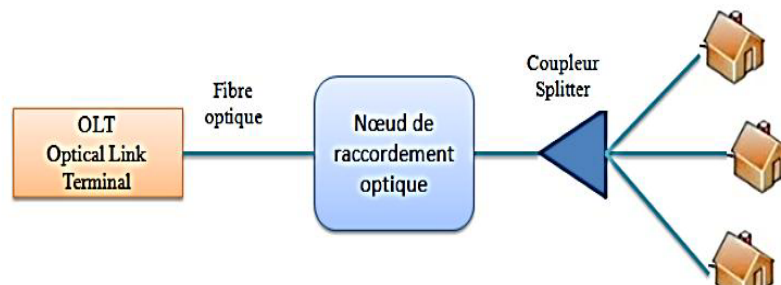 OLT
Optical Link
Terminal
Fibre
optique
Nœud de
raccordement
optique
Coupleur
Splitter